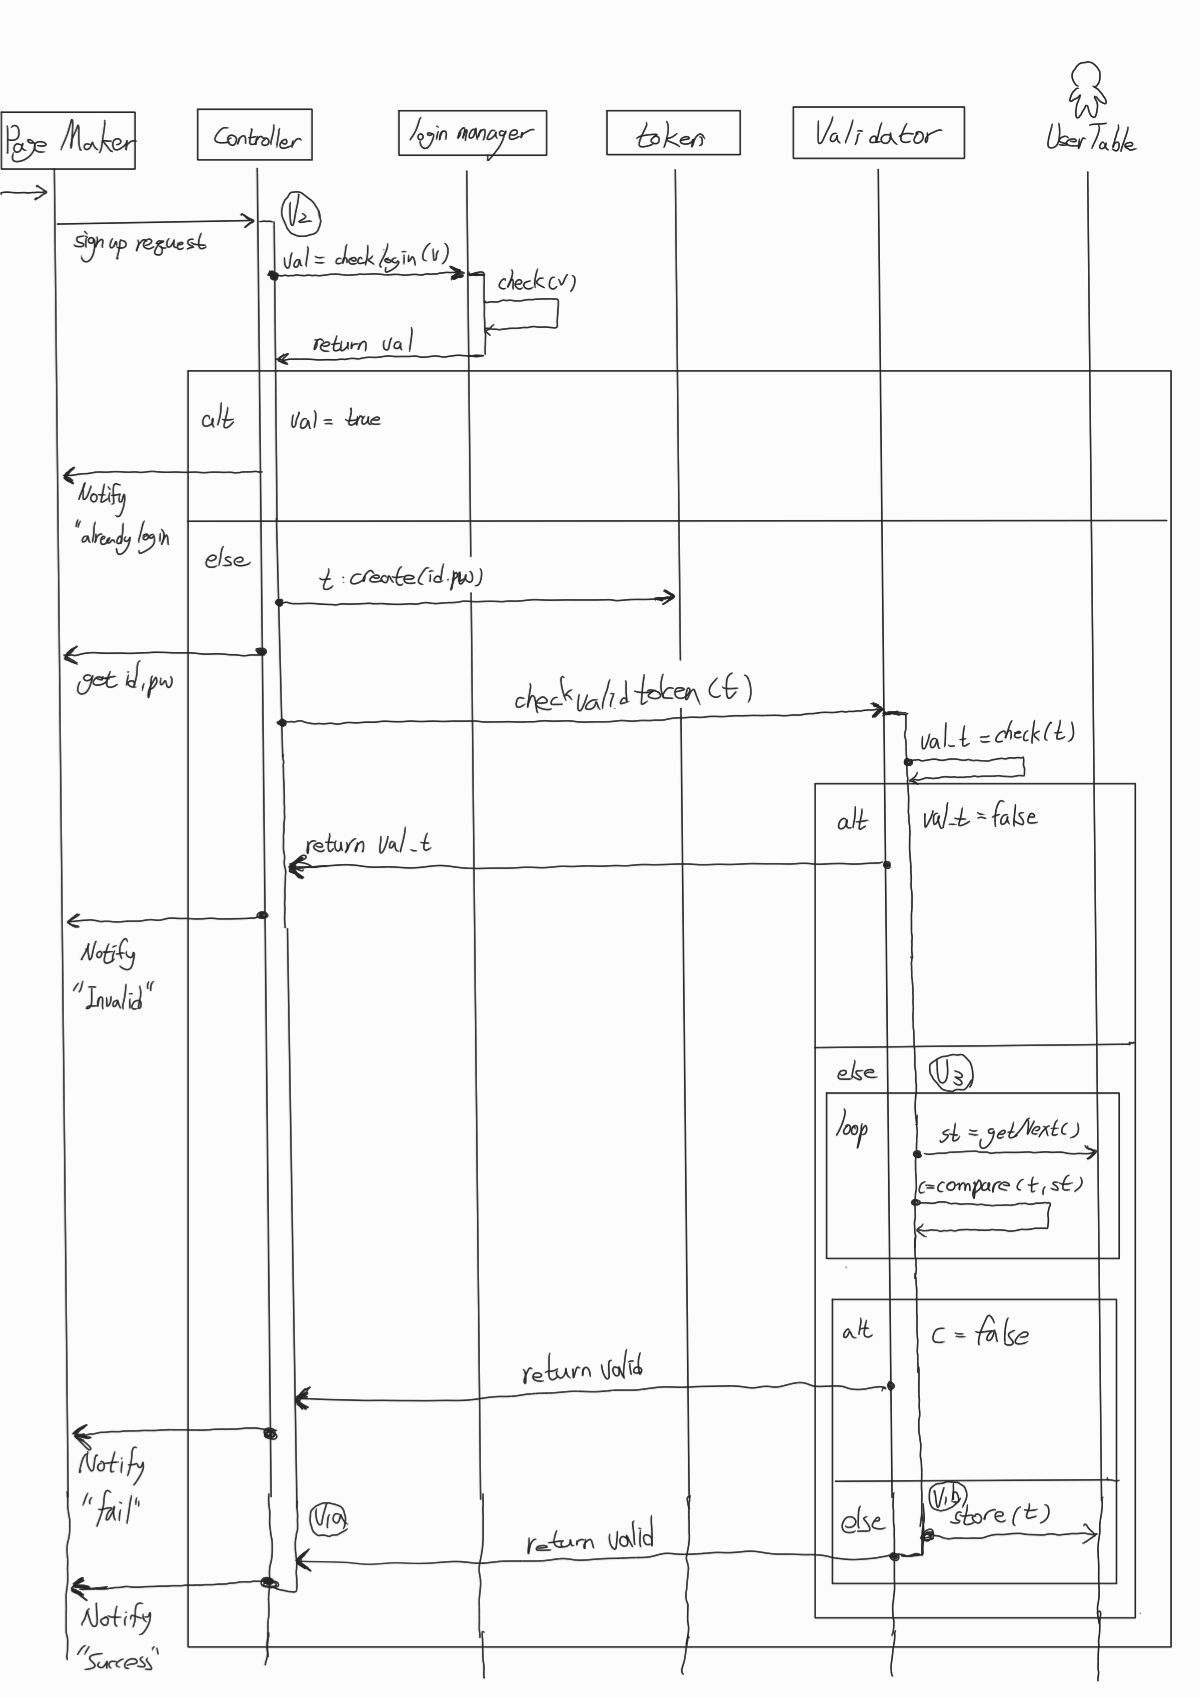 Page Maker
Controller
login manager
token
Validator
User Table
sign up request
V2
val = check login (v)
check(v)
return val
alt
val = true
Notify
"already login
else
t : create(id.pw)
get id, pw
check valid token (t)
val_t = check(t)
alt
val_t = false
return val_t
Notify
"Invalid"
else
V3
loop
st = getNext()
c=compare(t, st)
alt
c = false
return valid
Notify
"fail"
V1a
else
V1b
store(t)
return valid
Notify
"Success"